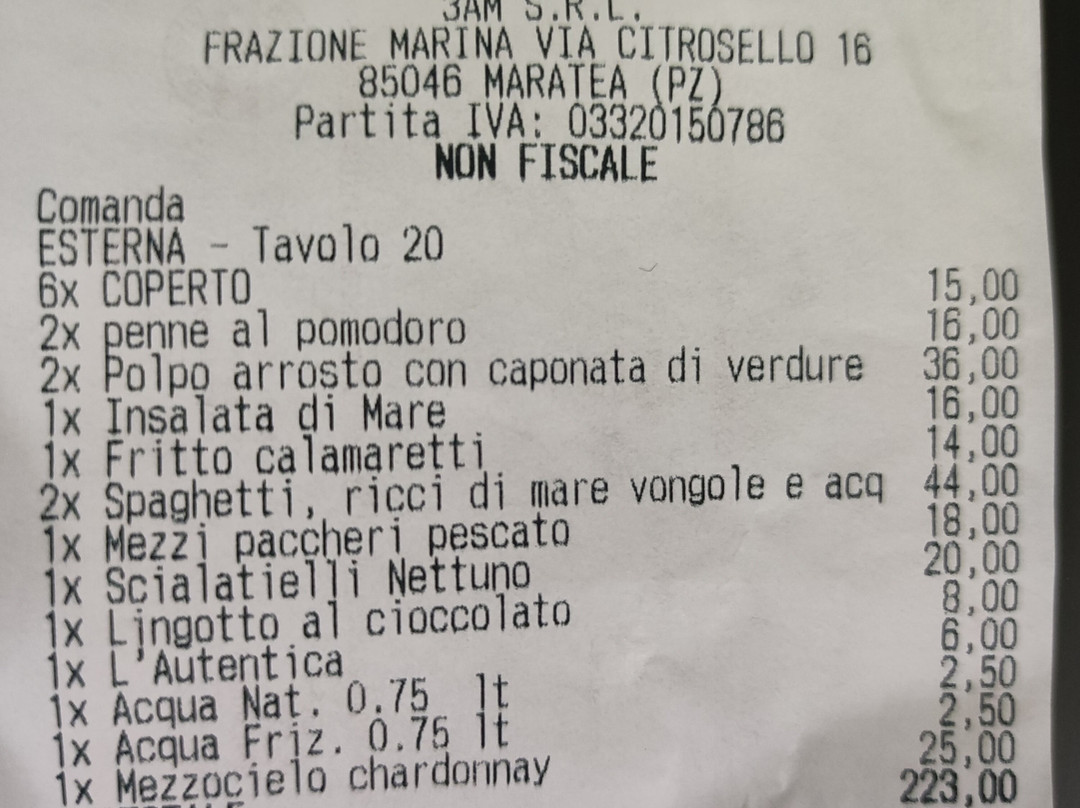 3AM S.R.L.
FRAZIONE MARINA VIA CITROSELLO 16
85046 MARATEA (PZ)
Partita IVA: 03320150786
NON FISCALE
Comanda
ESTERNA - Tavolo 20
6x COPERTO 15,00
2x penne al pomodoro 16,00
2x Polpo arrosto con caponata di verdure 36,00
1x Insalata di Mare 16,00
1x Fritto calamaretti 14,00
2x Spaghetti, ricci di mare vongole e acq 44,00
1x Mezzi paccheri pescato 18,00
1x Scialatielli Nettuno 20,00
1x Lingotto al cioccolato 8,00
1x L'Autentica 6,00
1x Acqua Nat. 0.75 lt 2,50
1x Acqua Friz. 0.75 lt 2,50
1x Mezzocielo chardonnay 25,00
223,00